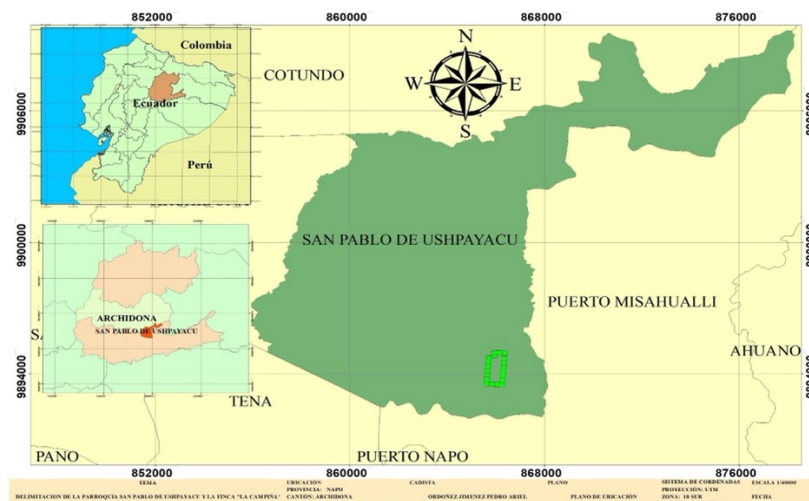 852000 860000 868000 876000
Colombia
Ecuador
Perú
COTUNDO
N
W E
S
9906000
9900000
9894000
ARCHIDONA
SAN PABLO DE USHPAYACU
SAN PABLO DE USHPAYACU
PUERTO MISAHUALLI
AHUANO
TENA
PANO
PUERTO NAPO
852000 860000 868000 876000
TEMA
DELIMITACION DE LA PARROQUIA SAN PABLO DE USHPAYACU Y LA FINCA "LA CAMPIÑA"
UBICACIÓN
PROVINCIA: NAPO
CANTÓN: ARCHIDONA
CADISTA
ORDOÑEZ JIMENEZ PEDRO ARIEL
PLANO
PLANO DE UBICACIÓN
SISTEMA DE CORDENADAS
PROYECCIÓN: UTM
ZONA: 18 SUR
ESCALA 1/60000
FECHA